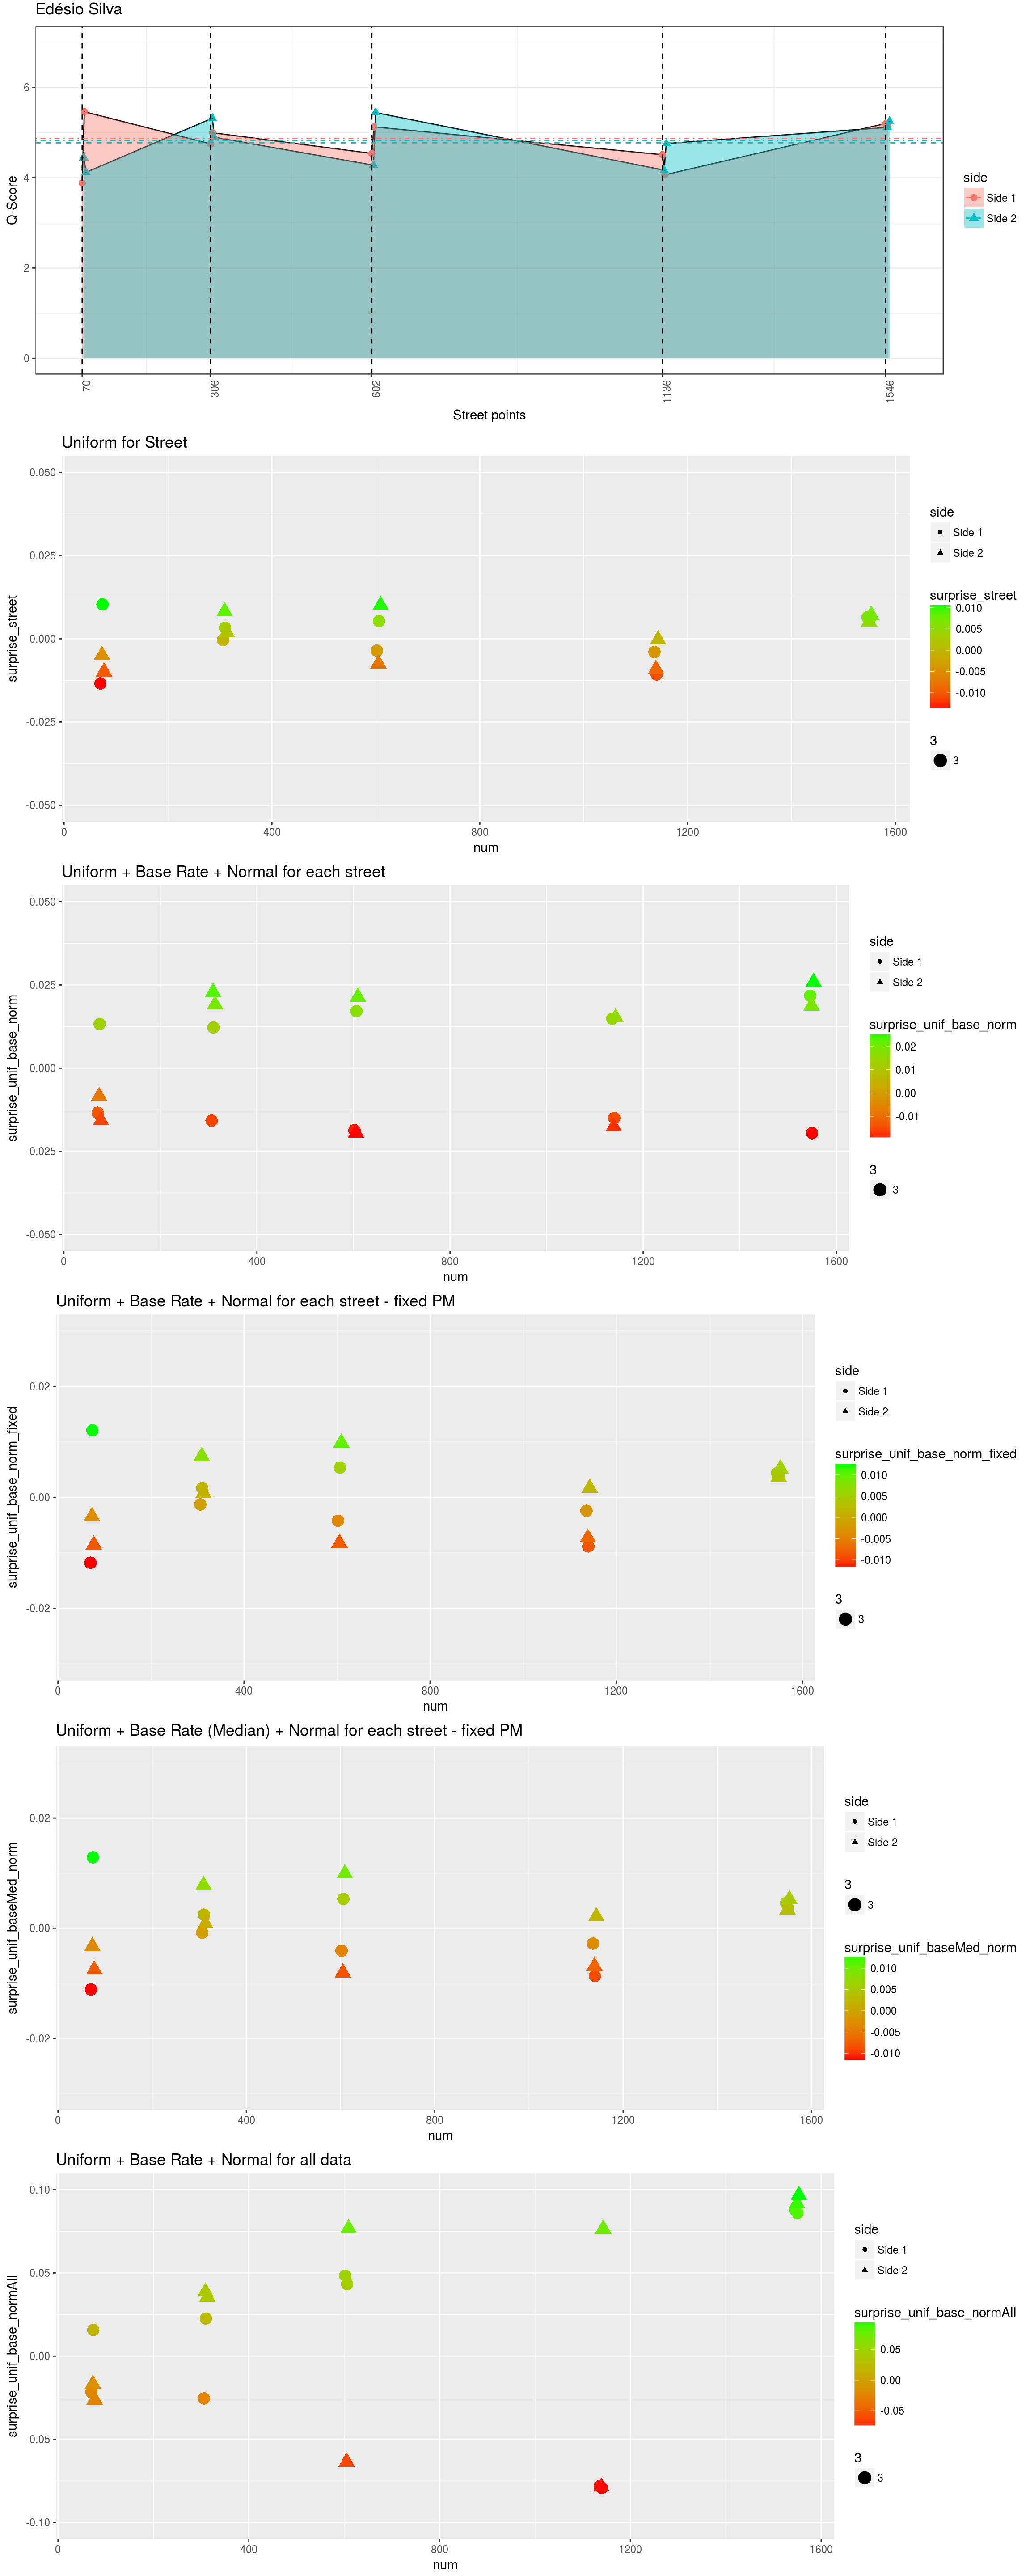 Edésio Silva
6
4
2
0
Q-Score
70
306
602
1136
1546
Street points
side
Side 1
Side 2
Uniform for Street
0.050
0.025
0.000
-0.025
-0.050
surprise_street
0
400
800
1200
1600
num
side
Side 1
Side 2
surprise_street
0.010
0.005
0.000
-0.005
-0.010
3
3
Uniform + Base Rate + Normal for each street
0.050
0.025
0.000
-0.025
-0.050
surprise_unif_base_norm
0
400
800
1200
1600
num
side
Side 1
Side 2
surprise_unif_base_norm
0.02
0.01
0.00
-0.01
3
3
Uniform + Base Rate + Normal for each street - fixed PM
0.02
0.00
-0.02
surprise_unif_base_norm_fixed
0
400
800
1200
1600
num
side
Side 1
Side 2
surprise_unif_base_norm_fixed
0.010
0.005
0.000
-0.005
-0.010
3
3
Uniform + Base Rate (Median) + Normal for each street - fixed PM
0.02
0.00
-0.02
surprise_unif_baseMed_norm
0
400
800
1200
1600
num
side
Side 1
Side 2
3
3
surprise_unif_baseMed_norm
0.010
0.005
0.000
-0.005
-0.010
Uniform + Base Rate + Normal for all data
0.10
0.05
0.00
-0.05
-0.10
surprise_unif_base_normAll
0
400
800
1200
1600
num
side
Side 1
Side 2
surprise_unif_base_normAll
0.05
0.00
-0.05
3
3